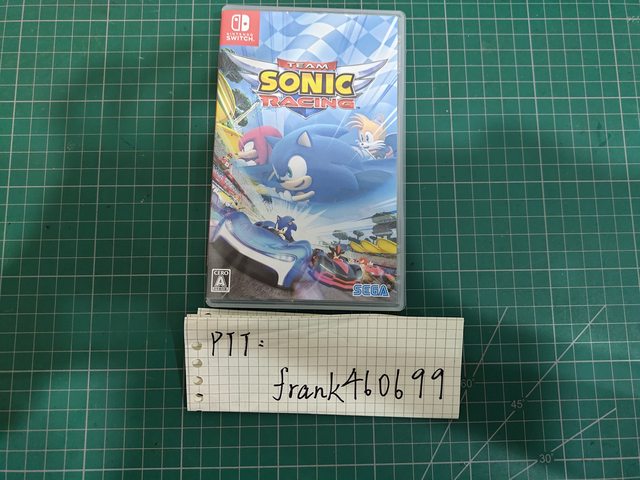 NINTENDO
SWITCH
TEAM
SONIC
RACING
CERO
A
SEGA
PTT:
frank460699
60°
45°
30°